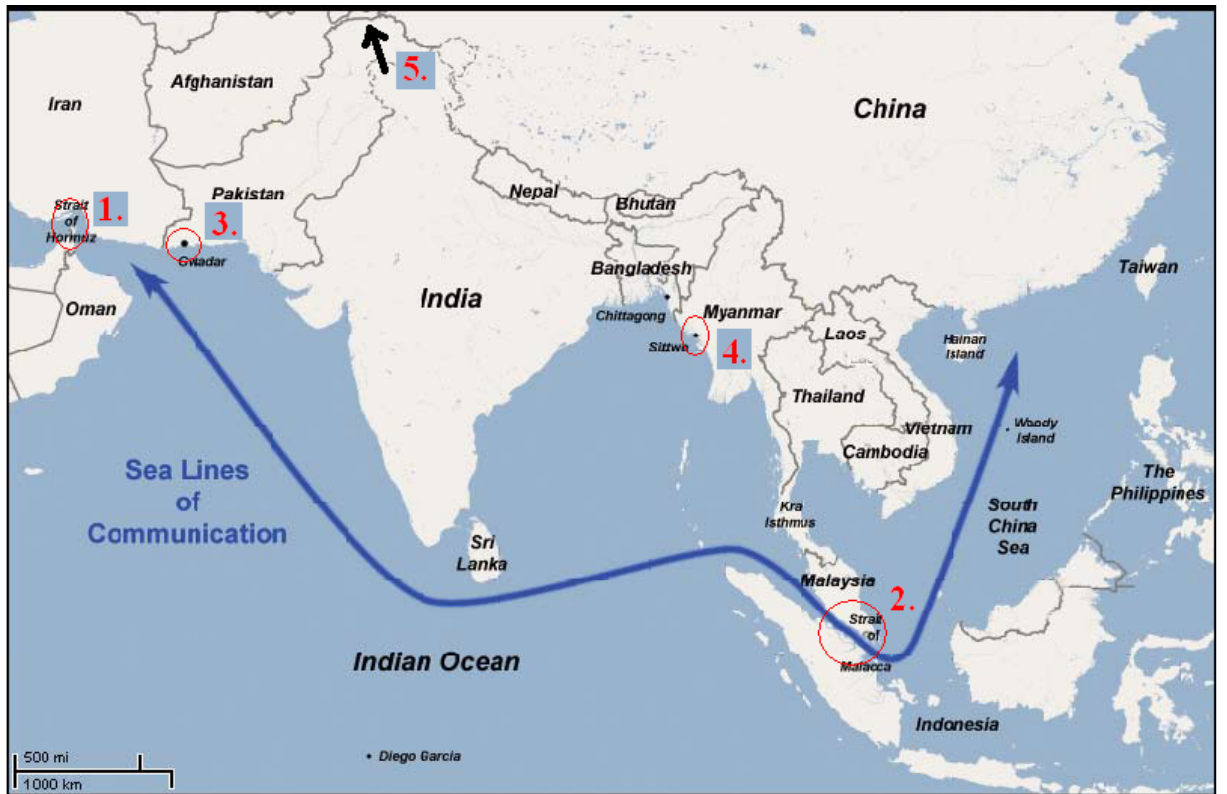 5.
Afghanistan
Iran
China
Nepal
Pakistan
Bhutan
Strait
of
Hormuz
1.
3.
Gwadar
Bangladesh
Taiwan
India
Oman
Chittagong
Myanmar
Sittwe
4.
Laos
Hainan
Island
Thailand
Vietnam
Woody
Island
Cambodia
Sea Lines
of
Communication
The
Philippines
Kra
Isthmus
South
China
Sea
Sri
Lanka
Malaysia
2.
Strait
of
Malacca
Indian Ocean
Indonesia
Diego Garcia
500 mi
1000 km